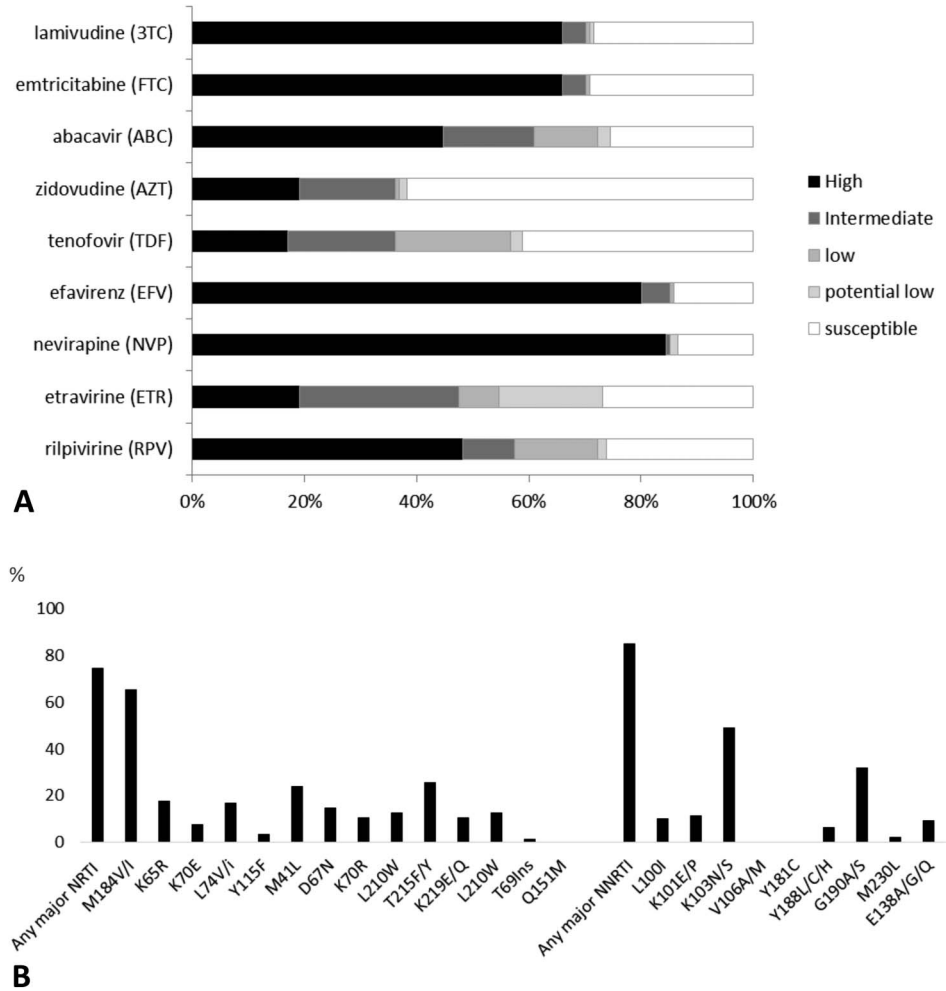 lamivudine (3TC)
emtricitabine (FTC)
abacavir (ABC)
zidovudine (AZT)
tenofovir (TDF)
efavirenz (EFV)
nevirapine (NVP)
etravirine (ETR)
rilpivirine (RPV)
High
Intermediate
low
potential low
susceptible
A
0%
20%
40%
60%
80%
100%
%
100
80
60
40
20
0
Any major NRTI
M184V/I
K65R
K70E
L74V/i
Y115F
M41L
D67N
K70R
L210W
T215F/Y
K219E/Q
L210W
T69Ins
Q151M
Any major NNRTI
L100I
K101E/P
K103N/S
V106A/M
Y181C
Y188L/C/H
G190A/S
M230L
E138A/G/Q
B